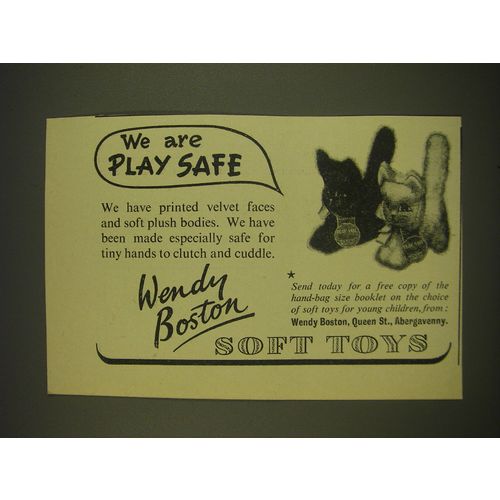 We are
PLAY SAFE
We have printed velvet faces
and soft plush bodies. We have
been made especially safe for
tiny hands to clutch and cuddle.
Wendy
Boston
*
Send today for a free copy of the
hand-bag size booklet on the choice
of soft toys for young children, from:
Wendy Boston, Queen St., Abergavenny.
SOFT TOYS